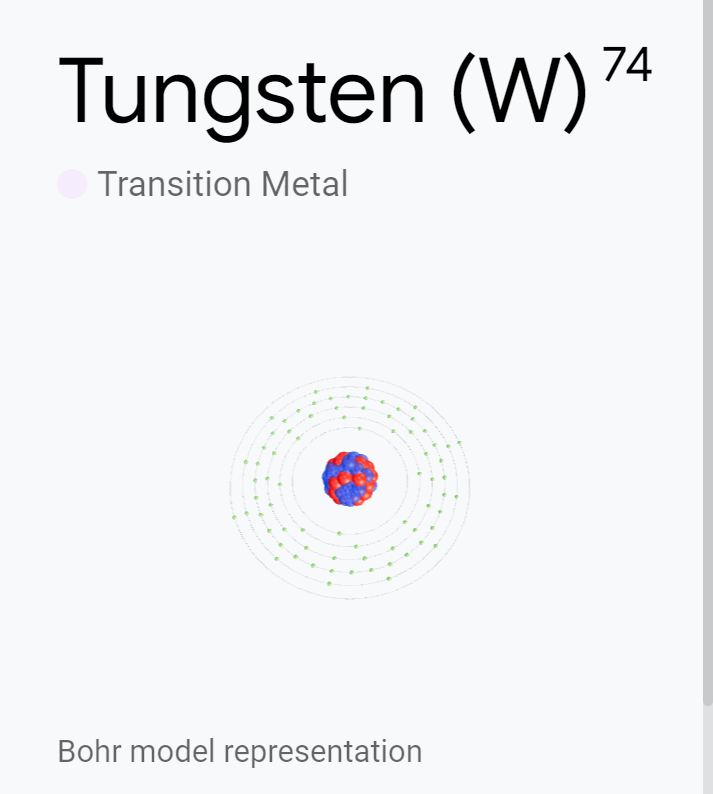 Tungsten (W) 74
Transition Metal
Bohr model representation